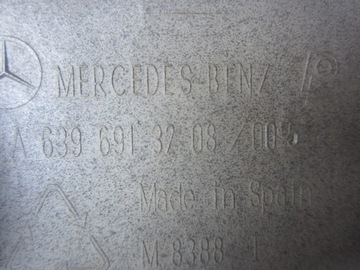 MERCEDES-BENZ
A 639 691 32 08 / 005
Made in Spain
M-8388 1